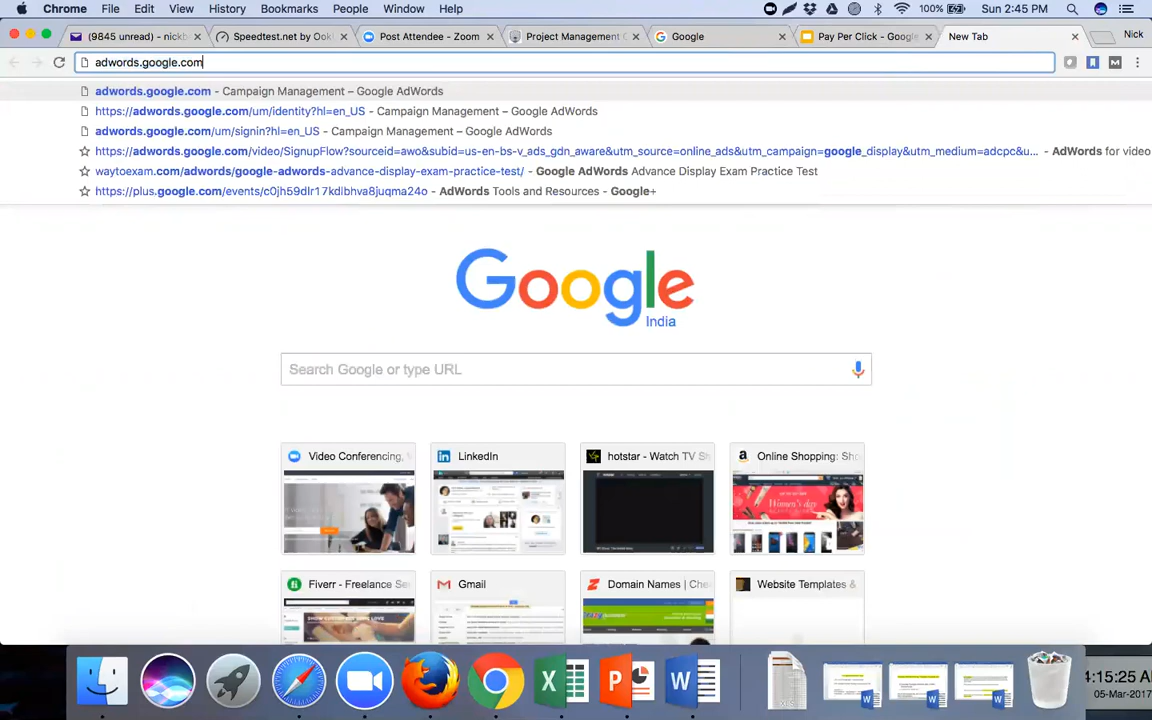 Chrome File Edit View History Bookmarks People Window Help 100% Sun 2:45 PM
(9845 unread) - nickb
Speedtest.net by Ookl
Post Attendee - Zoom
Project Management
Google
Pay Per Click - Goog
New Tab
Nick
adwords.google.com
adwords.google.com - Campaign Management – Google AdWords
https://adwords.google.com/um/identity?hl=en_US - Campaign Management – Google AdWords
adwords.google.com/um/signin?hl=en_US - Campaign Management – Google AdWords
https://adwords.google.com/video/SignupFlow?sourceid=awo&subid=us-en-bs-v_ads_gdn_aware&utm_source=online_ads&utm_campaign=google_display&utm_medium=adcpc&u... - AdWords for video
waytoexam.com/adwords/google-adwords-advance-display-exam-practice-test/ - Google AdWords Advance Display Exam Practice Test
https://plus.google.com/events/c0jh59dlr17kdibhva8juqma24o - AdWords Tools and Resources - Google+
Google
India
Search Google or type URL
Video Conferencing,
LinkedIn
hotstar - Watch TV Sh
Online Shopping: Sho
Fiverr - Freelance Se
Gmail
Domain Names | Che
Website Templates &
4:15:25 A
05-Mar-2017